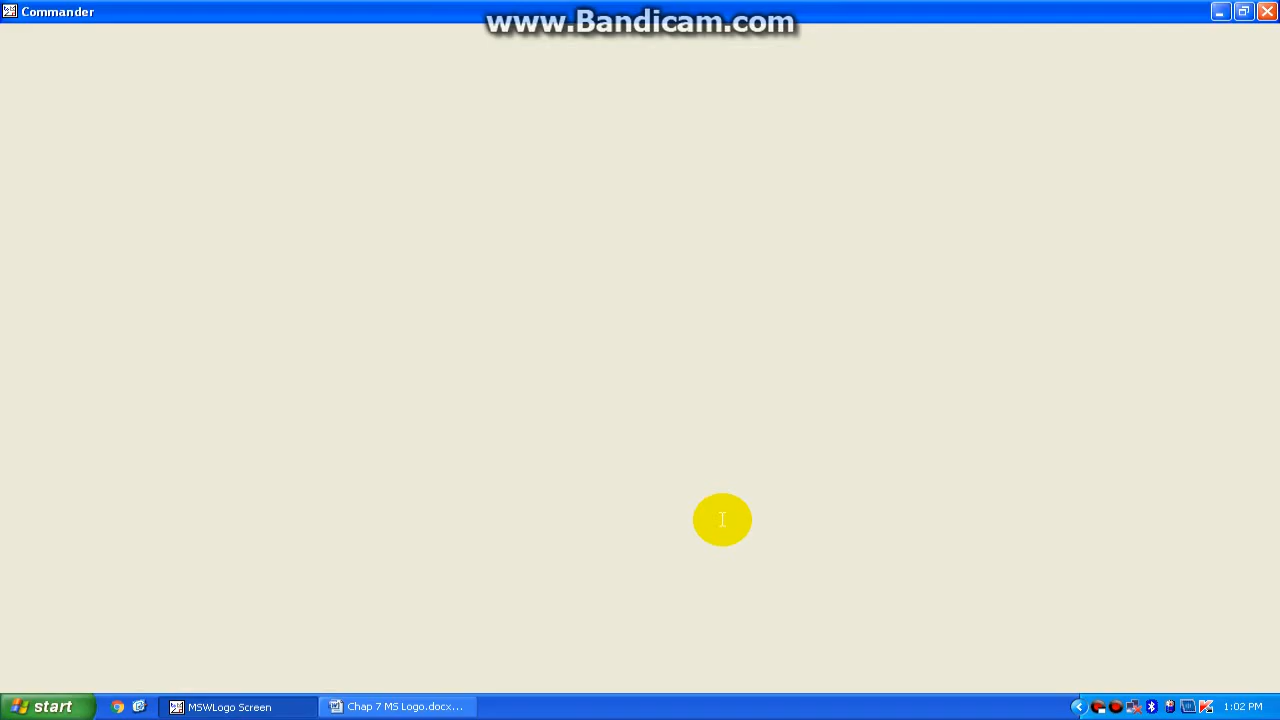 Commander
www.Bandicam.com
start
MSWLogo Screen
Chap 7 MS Logo.docx...
1:02 PM